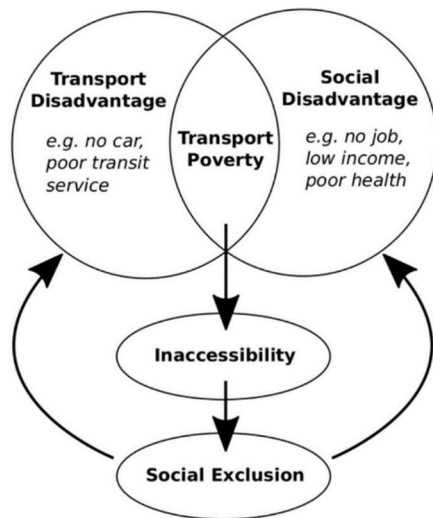 Transport
Disadvantage
e.g. no car,
poor transit
service
Transport
Poverty
Social
Disadvantage
e.g. no job,
low income,
poor health
Inaccessibility
Social Exclusion